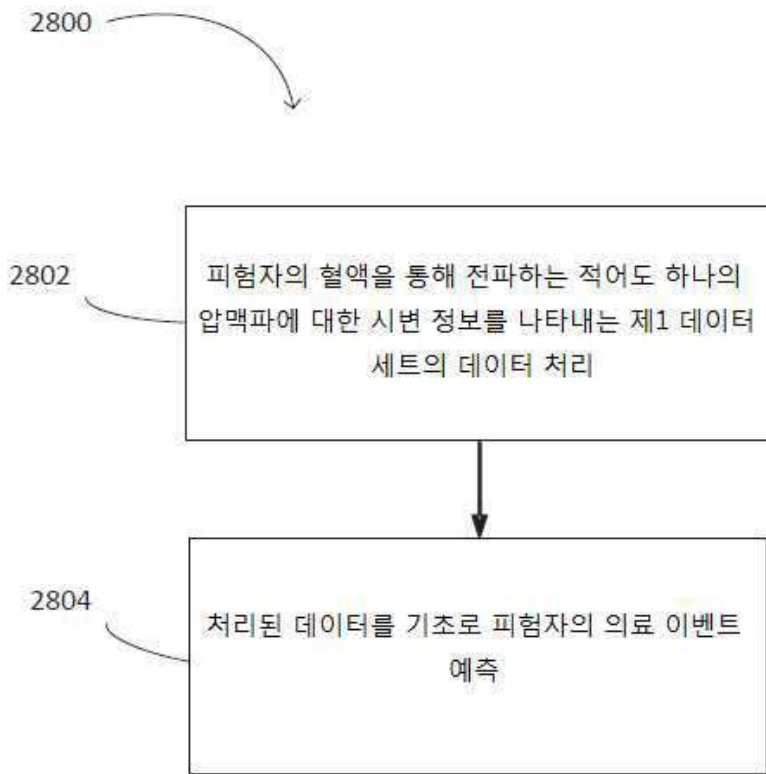 2800
2802
피험자의 혈액을 통해 전파하는 적어도 하나의
압맥파에 대한 시변 정보를 나타내는 제1 데이터
세트의 데이터 처리
2804
처리된 데이터를 기초로 피험자의 의료 이벤트
예측